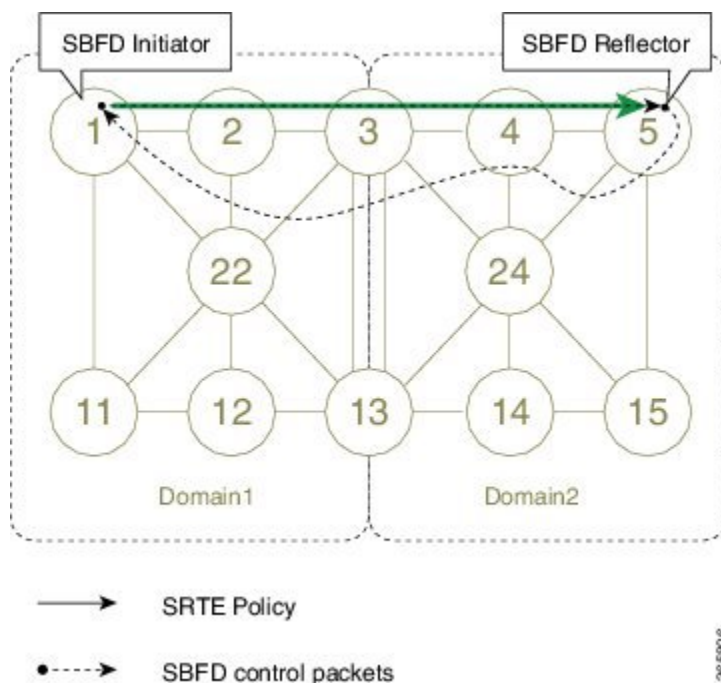 SBFD Initiator
SBFD Reflector
1
2
3
4
5
22
24
11
12
13
14
15
Domain1
Domain2
SRTE Policy
SBFD control packets